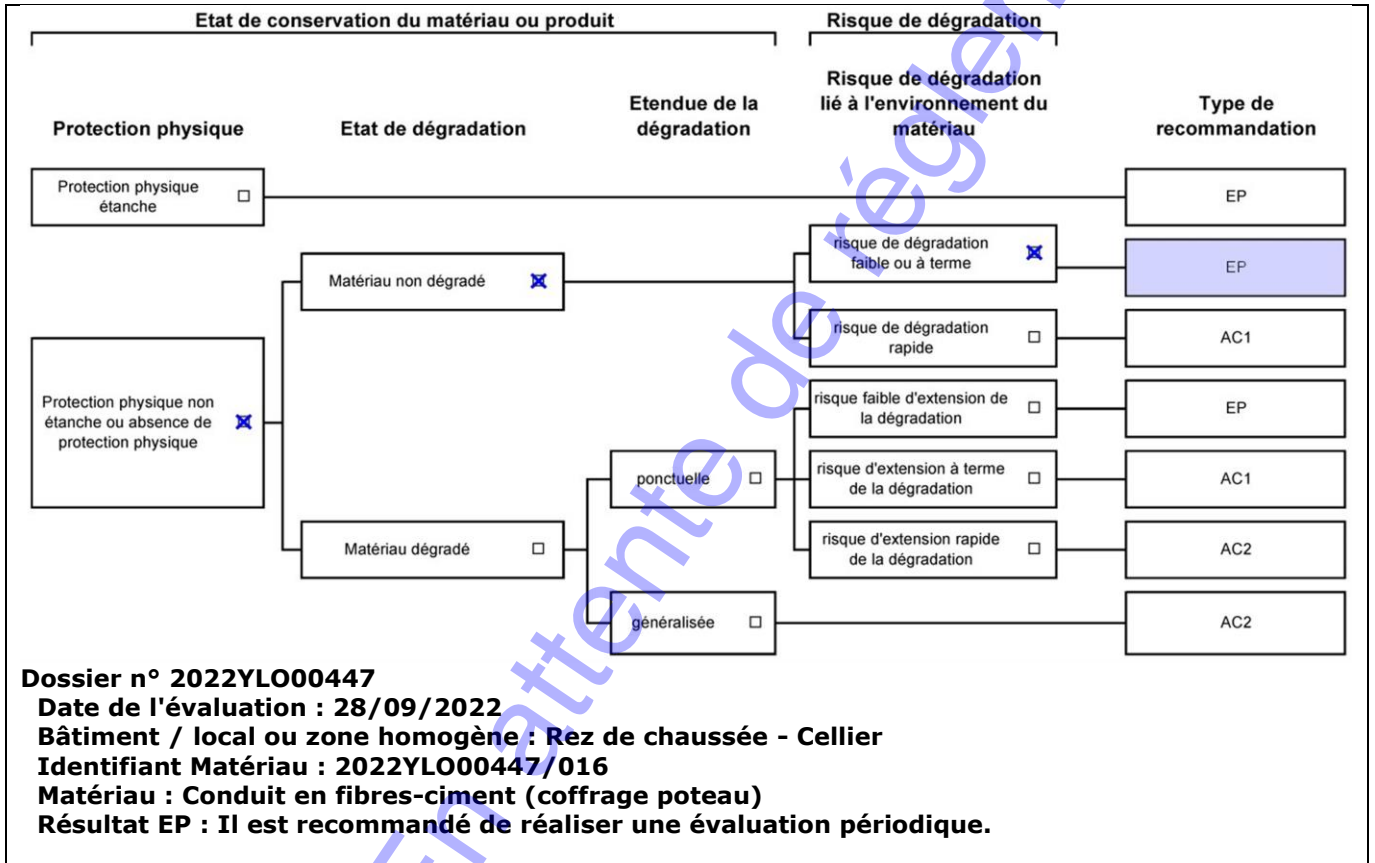 Etat de conservation du matériau ou produit
Risque de dégradation
Protection physique
Etat de dégradation
Etendue de la
dégradation
Risque de dégradation
lié à l'environnement du
matériau
Type de
recommandation
Protection physique
étanche
EP
risque de dégradation
faible ou à terme
EP
Matériau non dégradé
risque de dégradation
rapide
AC1
Protection physique non
étanche ou absence de
protection physique
risque faible d'extension de
la dégradation
EP
ponctuelle
risque d'extension à terme
de la dégradation
AC1
Matériau dégradé
risque d'extension rapide
de la dégradation
AC2
généralisée
AC2
Dossier n° 2022YLO00447
Date de l'évaluation : 28/09/2022
Bâtiment / local ou zone homogène : Rez de chaussée - Cellier
Identifiant Matériau : 2022YLO00447/016
Matériau : Conduit en fibres-ciment (coffrage poteau)
Résultat EP : Il est recommandé de réaliser une évaluation périodique.
En attente de réglem